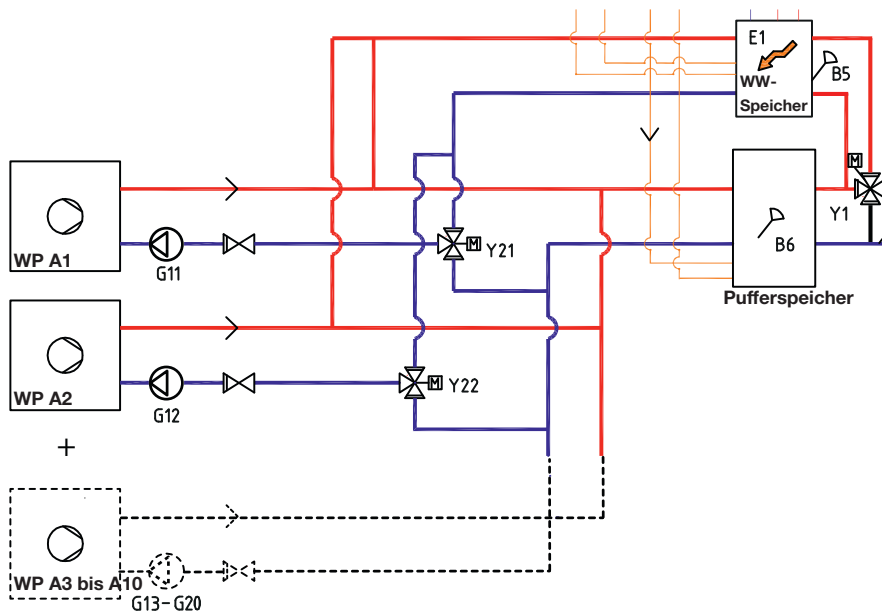 E1
WW-
Speicher
B5
M
Y1
WP A1
G11
M
Y21
B6
Pufferspeicher
WP A2
G12
M
Y22
+
WP A3 bis A10
G13-G20